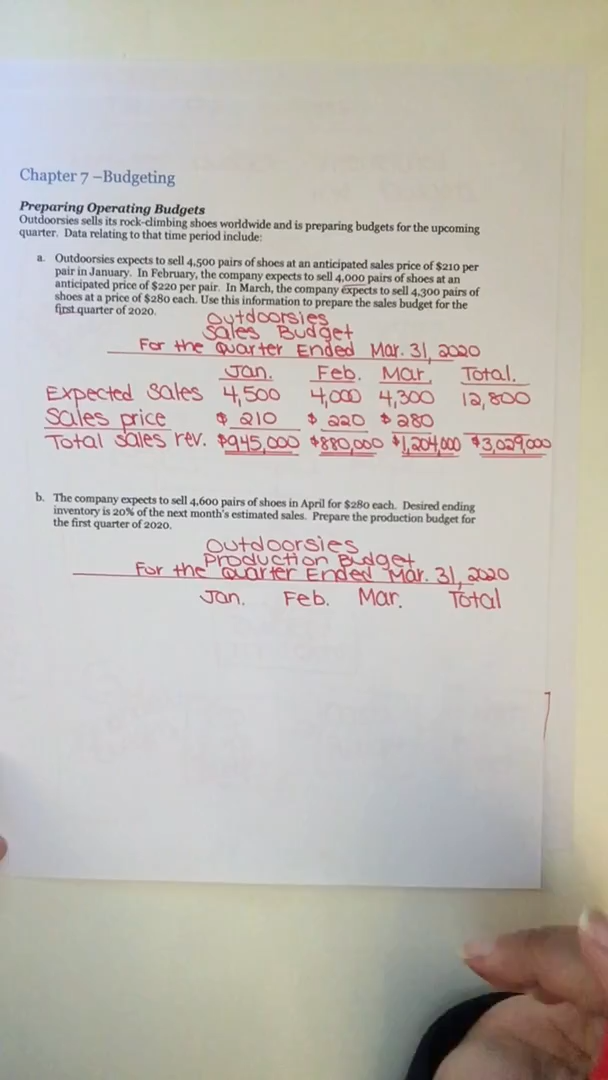 Chapter 7 –Budgeting
Preparing Operating Budgets
Outdoorsies sells its rock-climbing shoes worldwide and is preparing budgets for the upcoming
quarter. Data relating to that time period include:
a. Outdoorsies expects to sell 4,500 pairs of shoes at an anticipated sales price of $210 per
pair in January. In February, the company expects to sell 4,000 pairs of shoes at an
anticipated price of $220 per pair. In March, the company expects to sell 4,300 pairs of
shoes at a price of $280 each. Use this information to prepare the sales budget for the
first quarter of 2020.
Outdoorsies
Sales Budget
For the Quarter Ended Mar. 31, 2020
Jan. Feb. Mar. Total.
Expected Sales 4,500 4,000 4,300 12,800
Sales price $ 210 $ 220 $ 280
Total sales rev. $945,000 $880,000 $1,204,000 $3,029,000
b. The company expects to sell 4,600 pairs of shoes in April for $280 each. Desired ending
inventory is 20% of the next month's estimated sales. Prepare the production budget for
the first quarter of 2020.
Outdoorsies
Production Budget
For the Quarter Ended Mar. 31, 2020
Jan. Feb. Mar. Total